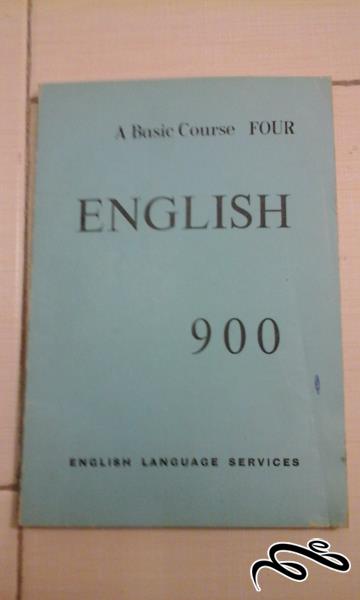 A Basic Course FOUR
ENGLISH
900
ENGLISH LANGUAGE SERVICES